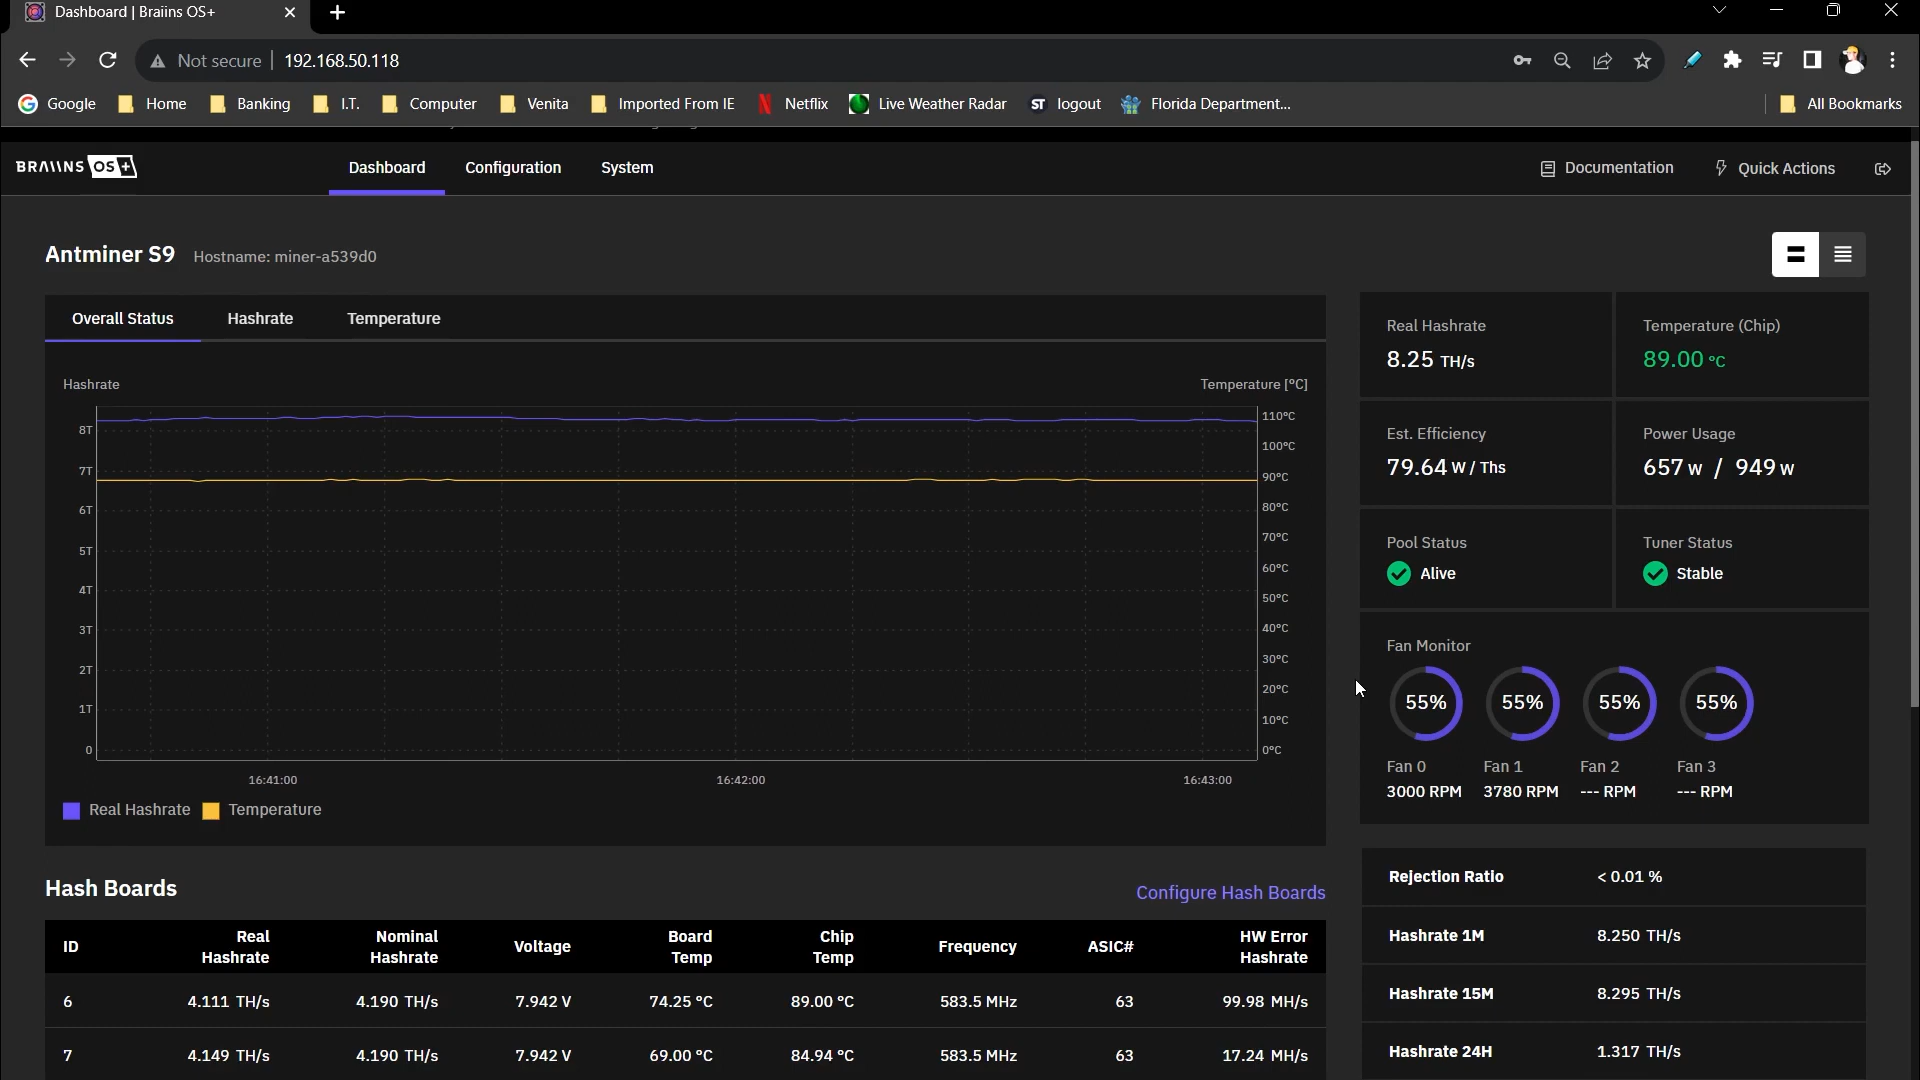 Dashboard | Braiins OS+
Not secure | 192.168.50.118
Google Home Banking I.T. Computer Venita Imported From IE Netflix Live Weather Radar ST logout Florida Department... All Bookmarks
BRAIINS OS+ Dashboard Configuration System Documentation Quick Actions
Antminer S9 Hostname: miner-a539d0
Overall Status Hashrate Temperature
Hashrate Temperature [°C]
8T
7T
6T
5T
4T
3T
2T
1T
0
110°C
100°C
90°C
80°C
70°C
60°C
50°C
40°C
30°C
20°C
10°C
0°C
16:41:00 16:42:00 16:43:00
Real Hashrate Temperature
Real Hashrate
8.25 TH/s
Temperature (Chip)
89.00 °C
Est. Efficiency
79.64 W / Ths
Power Usage
657 W / 949 W
Pool Status
Alive
Tuner Status
Stable
Fan Monitor
55% 55% 55% 55%
Fan 0 Fan 1 Fan 2 Fan 3
3000 RPM 3780 RPM --- RPM --- RPM
Hash Boards Configure Hash Boards
ID Real Hashrate Nominal Hashrate Voltage Board Temp Chip Temp Frequency ASIC# HW Error Hashrate
6 4.111 TH/s 4.190 TH/s 7.942 V 74.25 °C 89.00 °C 583.5 MHz 63 99.98 MH/s
7 4.149 TH/s 4.190 TH/s 7.942 V 69.00 °C 84.94 °C 583.5 MHz 63 17.24 MH/s
Rejection Ratio < 0.01 %
Hashrate 1M 8.250 TH/s
Hashrate 15M 8.295 TH/s
Hashrate 24H 1.317 TH/s